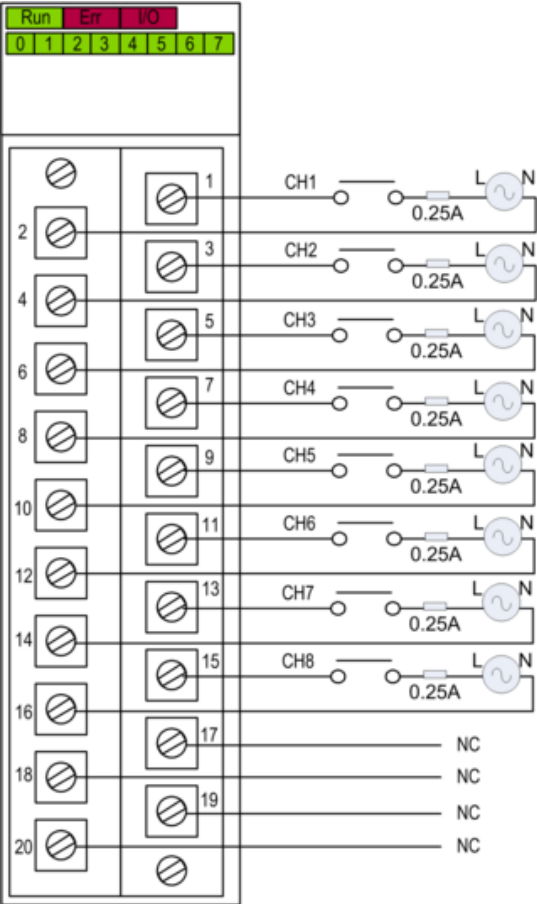 Run Err I/O
0 1 2 3 4 5 6 7
1 CH1 L N
0.25A
2
3 CH2 L N
0.25A
4
5 CH3 L N
0.25A
6
7 CH4 L N
0.25A
8
9 CH5 L N
0.25A
10
11 CH6 L N
0.25A
12
13 CH7 L N
0.25A
14
15 CH8 L N
0.25A
16
17 NC
18 NC
19 NC
20 NC